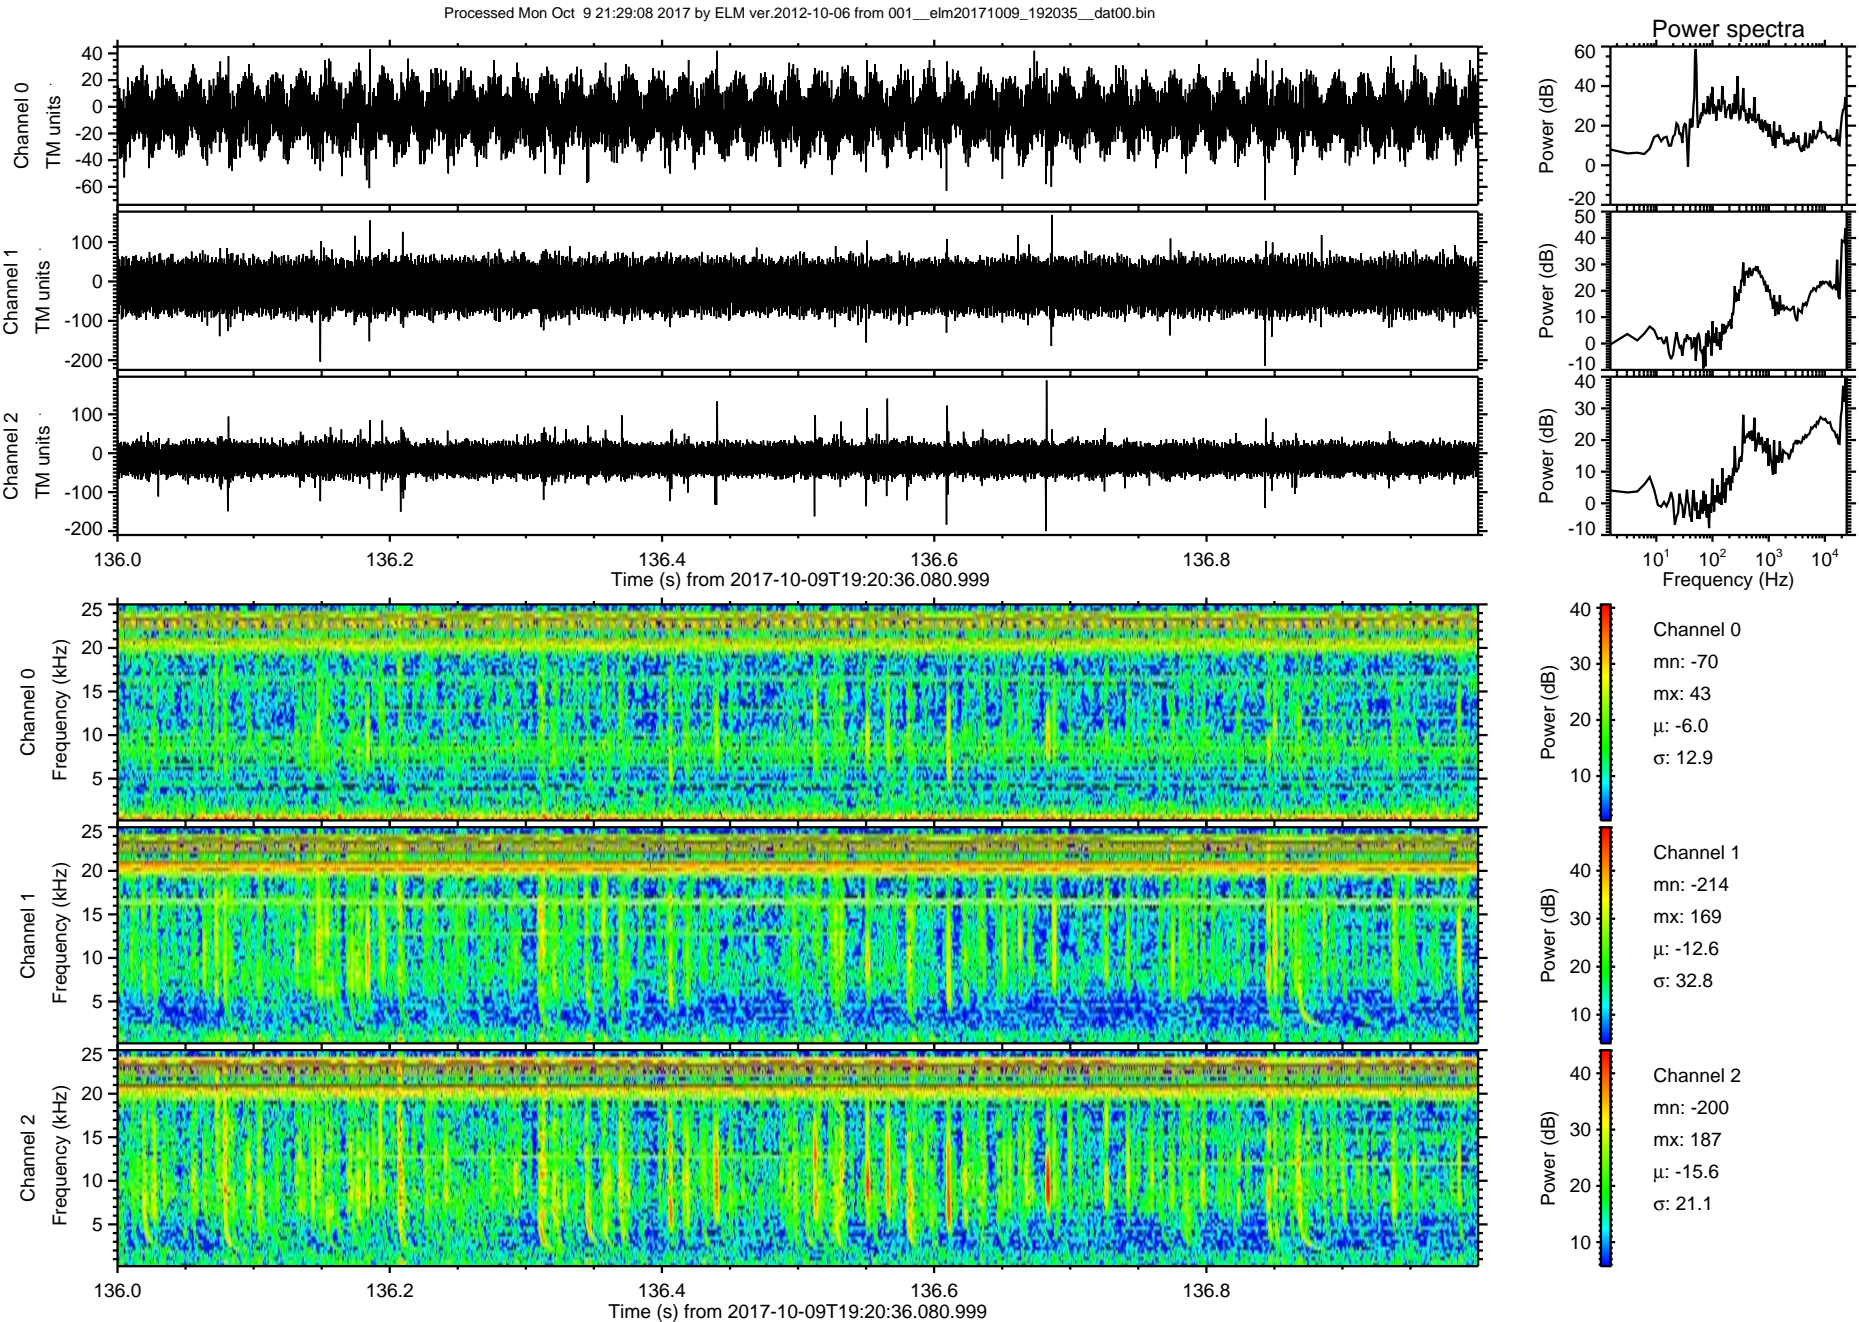 Processed Mon Oct  9 21:29:08 2017 by ELM ver.2012-10-06 from 001__elm20171009_192035__dat00.bin
Power spectra
Channel 0
TM units
40
20
0
-20
-40
-60
Power (dB)
60
40
20
0
-20
Channel 1
TM units
100
0
-100
-200
Power (dB)
50
40
30
20
10
0
-10
Channel 2
TM units
100
0
-100
-200
Power (dB)
40
30
20
10
0
-10
136.0 136.2 136.4 136.6 136.8
Time (s) from 2017-10-09T19:20:36.080.999
10¹ 10² 10³ 10⁴
Frequency (Hz)
Channel 0
Frequency (kHz)
25
20
15
10
5
Power (dB)
40
30
20
10
Channel 0
mn: -70
mx: 43
μ: -6.0
σ: 12.9
Channel 1
Frequency (kHz)
25
20
15
10
5
Power (dB)
40
30
20
10
Channel 1
mn: -214
mx: 169
μ: -12.6
σ: 32.8
Channel 2
Frequency (kHz)
25
20
15
10
5
Power (dB)
40
30
20
10
Channel 2
mn: -200
mx: 187
μ: -15.6
σ: 21.1
136.0 136.2 136.4 136.6 136.8
Time (s) from 2017-10-09T19:20:36.080.999